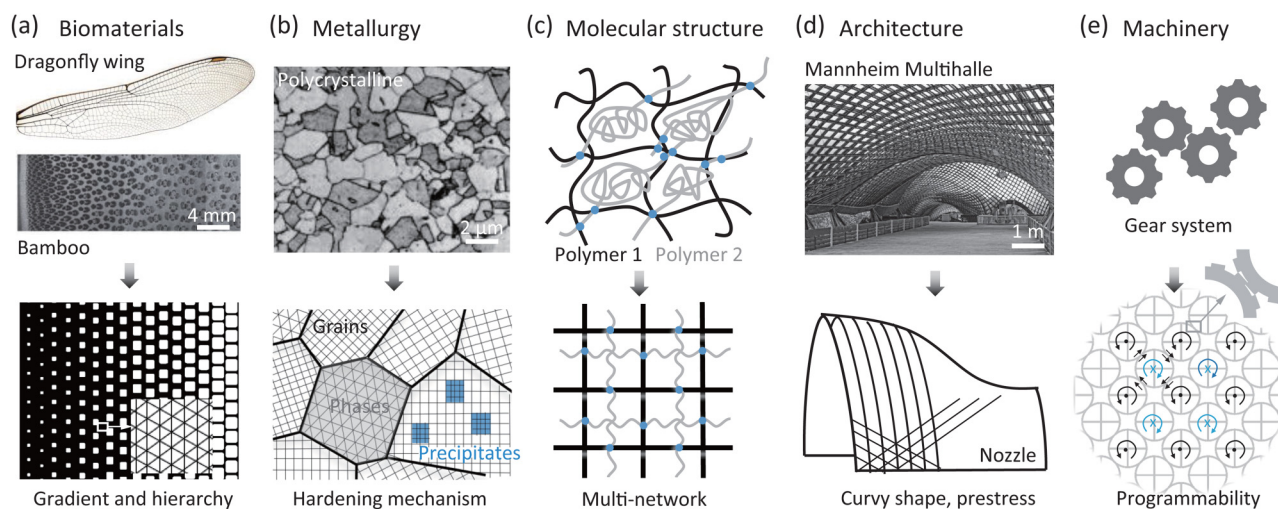 (a) Biomaterials
Dragonfly wing
4 mm
Bamboo
Gradient and hierarchy
(b) Metallurgy
Polycrystalline
2 μm
Grains
Phases
Precipitates
Hardening mechanism
(c) Molecular structure
Polymer 1 Polymer 2
Multi-network
(d) Architecture
Mannheim Multihalle
1 m
Nozzle
Curvy shape, prestress
(e) Machinery
Gear system
x x
x x
Programmability